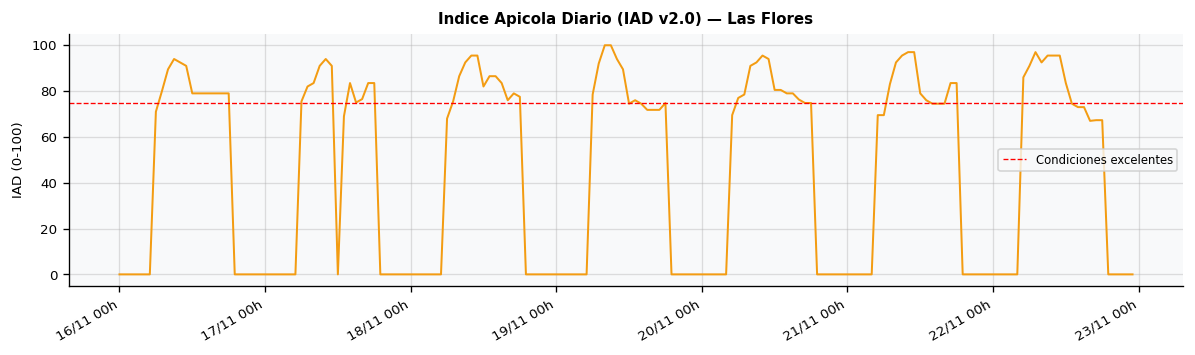 Indice Apicola Diario (IAD v2.0) — Las Flores
IAD (0-100)
100
80
60
40
20
0
Condiciones excelentes
16/11 00h
17/11 00h
18/11 00h
19/11 00h
20/11 00h
21/11 00h
22/11 00h
23/11 00h